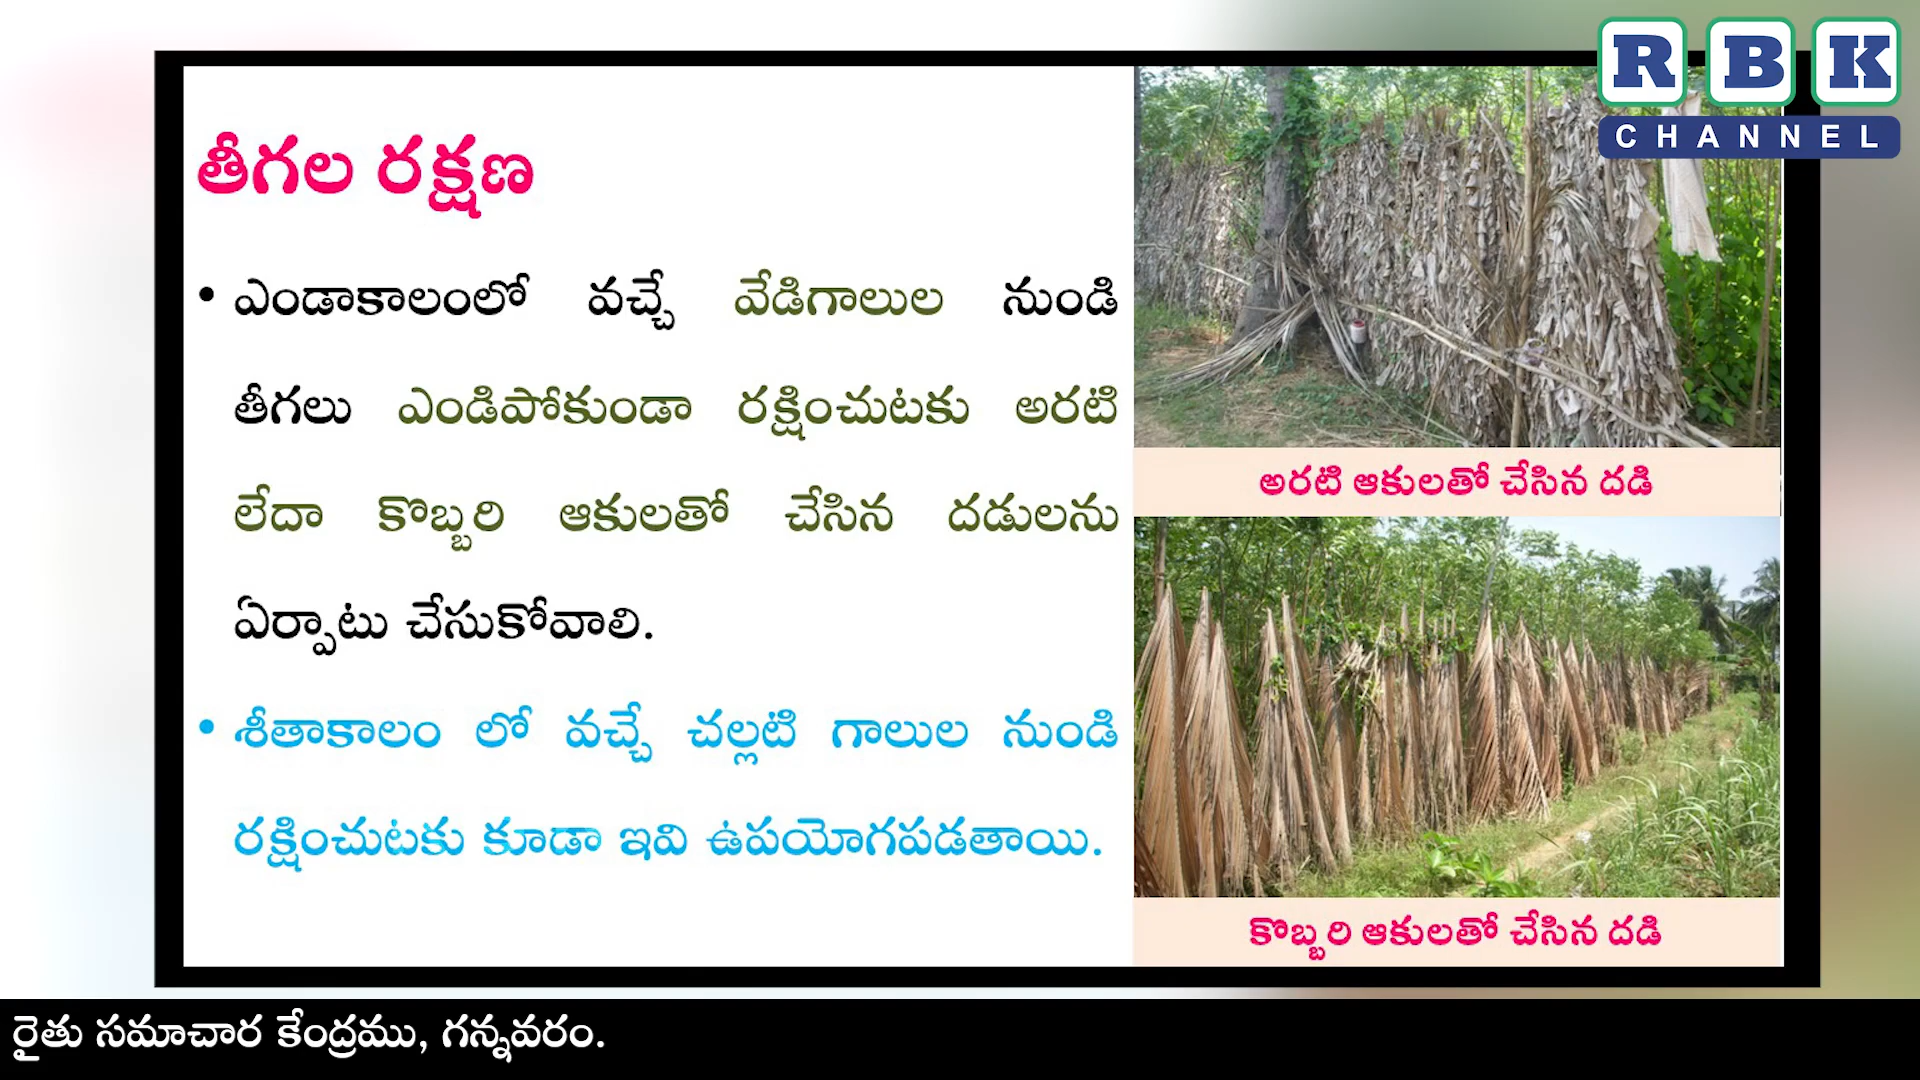 RBK
CHANNEL
తీగల రక్షణ
• ఎండాకాలంలో వచ్చే వేడిగాలుల నుండి
తీగలు ఎండిపోకుండా రక్షించుటకు అరటి
లేదా కొబ్బరి ఆకులతో చేసిన దడులను
ఏర్పాటు చేసుకోవాలి.
• శీతాకాలం లో వచ్చే చల్లటి గాలుల నుండి
రక్షించుటకు కూడా ఇవి ఉపయోగపడతాయి.
అరటి ఆకులతో చేసిన దడి
కొబ్బరి ఆకులతో చేసిన దడి
రైతు సమాచార కేంద్రము, గన్నవరం.